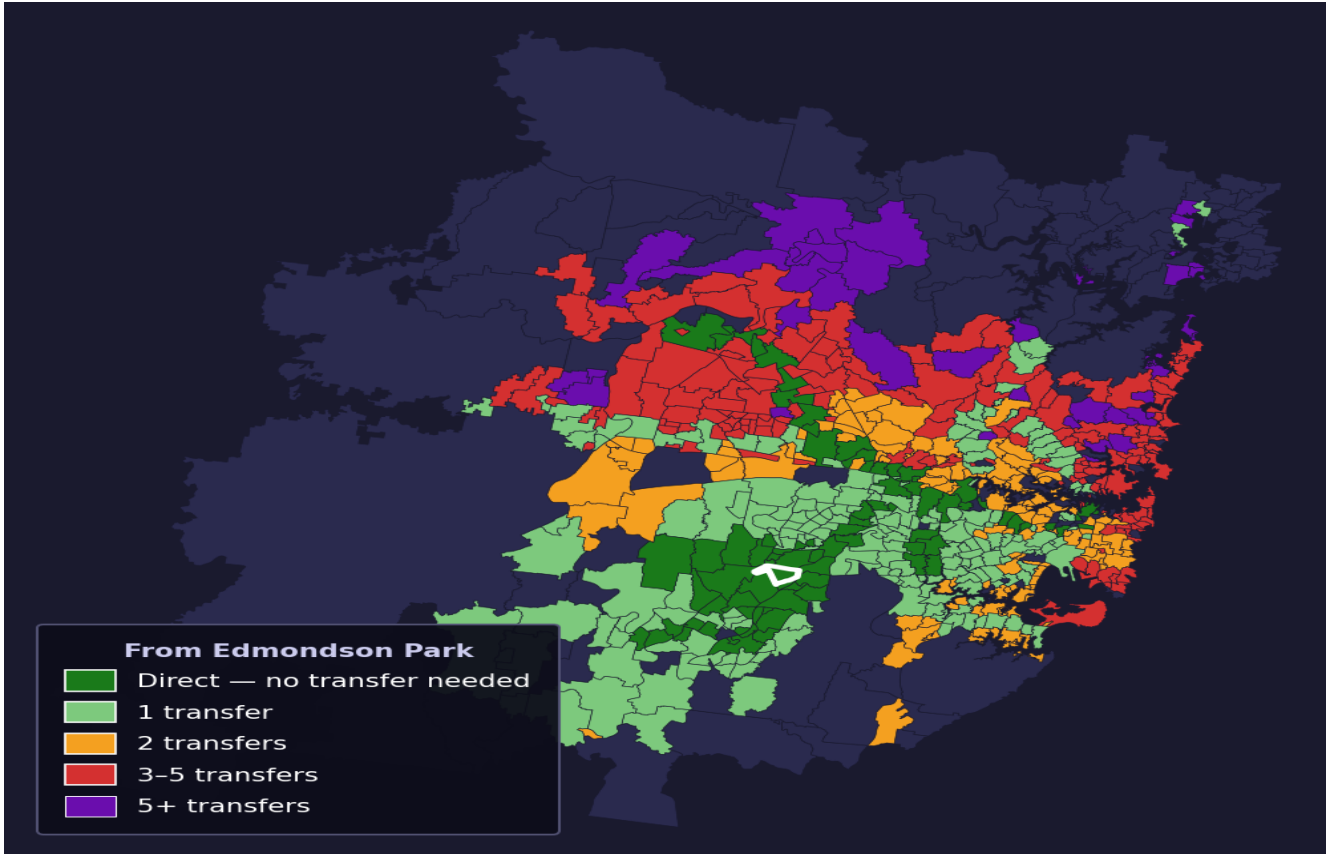 From Edmondson Park
Direct — no transfer needed
1 transfer
2 transfers
3–5 transfers
5+ transfers